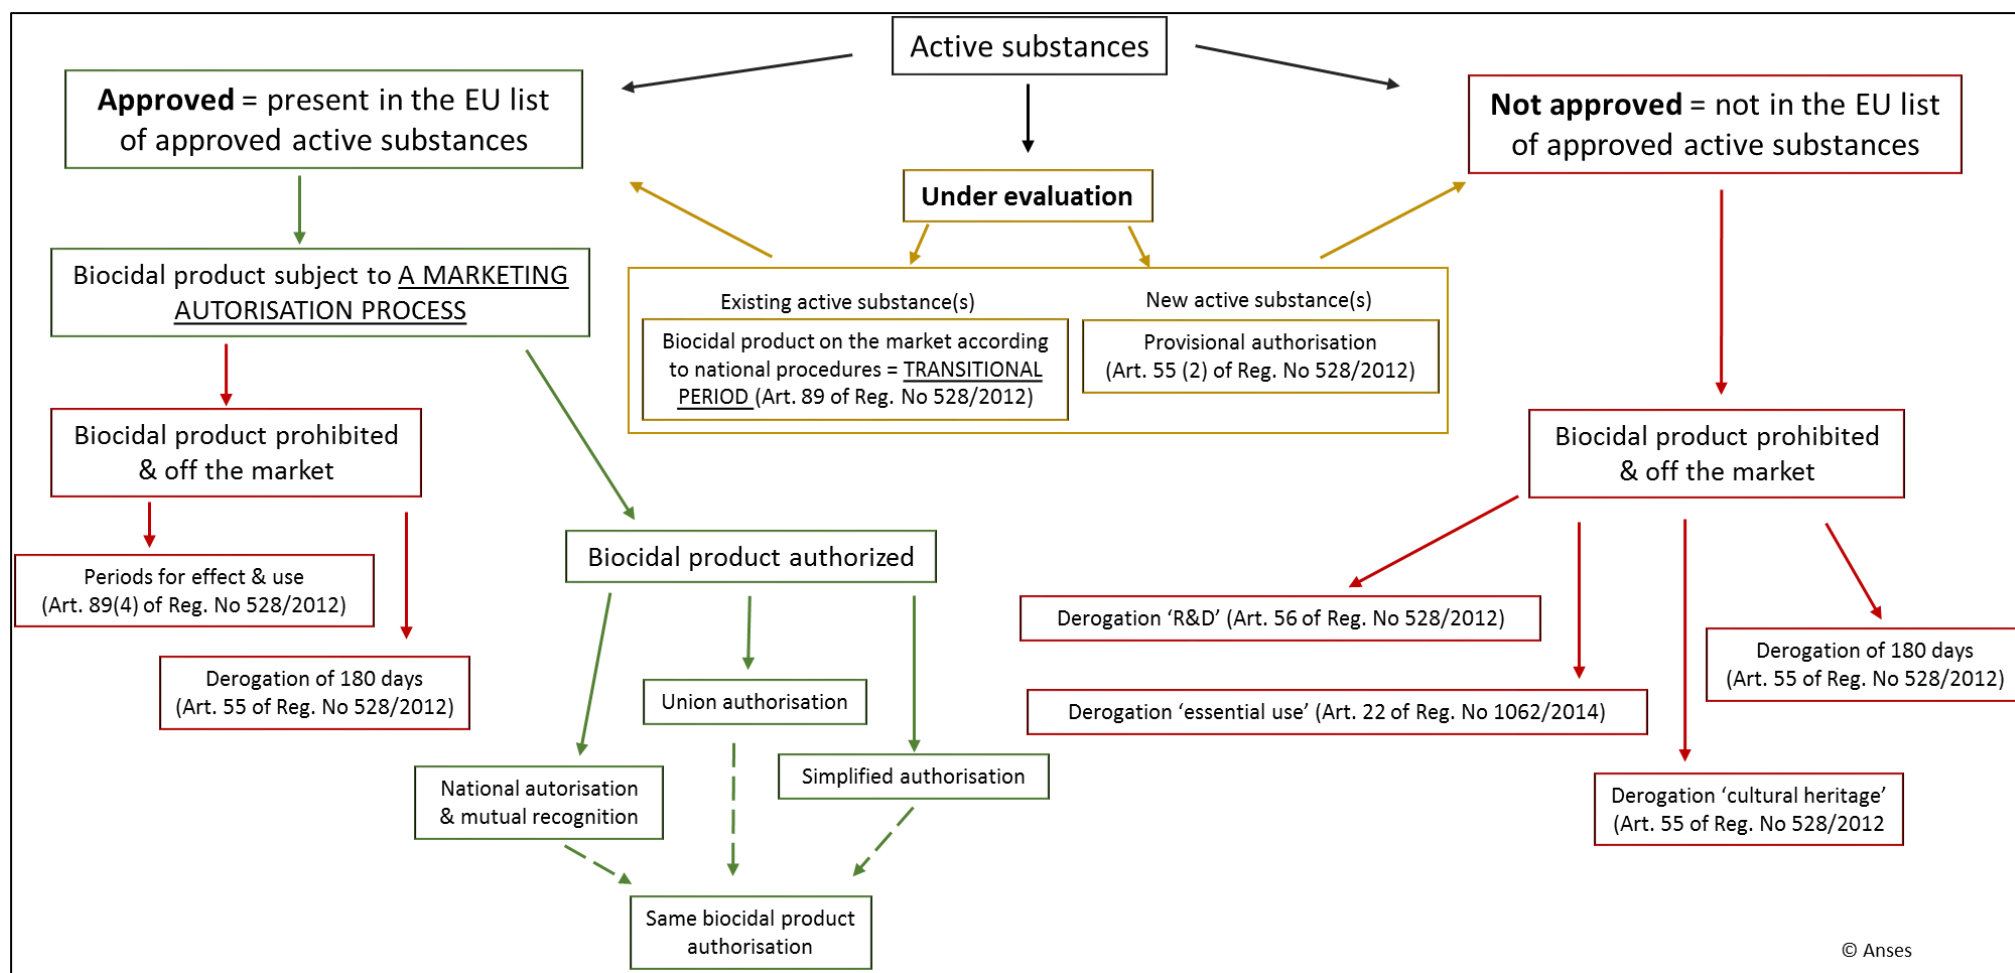 Active substances
Approved = present in the EU list
of approved active substances
Not approved = not in the EU list
of approved active substances
Under evaluation
Biocidal product subject to A MARKETING
AUTORISATION PROCESS
Existing active substance(s)
Biocidal product on the market according
to national procedures = TRANSITIONAL
PERIOD (Art. 89 of Reg. No 528/2012)
New active substance(s)
Provisional authorisation
(Art. 55 (2) of Reg. No 528/2012)
Biocidal product prohibited
& off the market
Biocidal product prohibited
& off the market
Periods for effect & use
(Art. 89(4) of Reg. No 528/2012)
Derogation of 180 days
(Art. 55 of Reg. No 528/2012)
Biocidal product authorized
Union authorisation
National autorisation
& mutual recognition
Simplified authorisation
Same biocidal product
authorisation
Derogation ‘R&D’ (Art. 56 of Reg. No 528/2012)
Derogation ‘essential use’ (Art. 22 of Reg. No 1062/2014)
Derogation of 180 days
(Art. 55 of Reg. No 528/2012)
Derogation ‘cultural heritage’
(Art. 55 of Reg. No 528/2012
© Anses